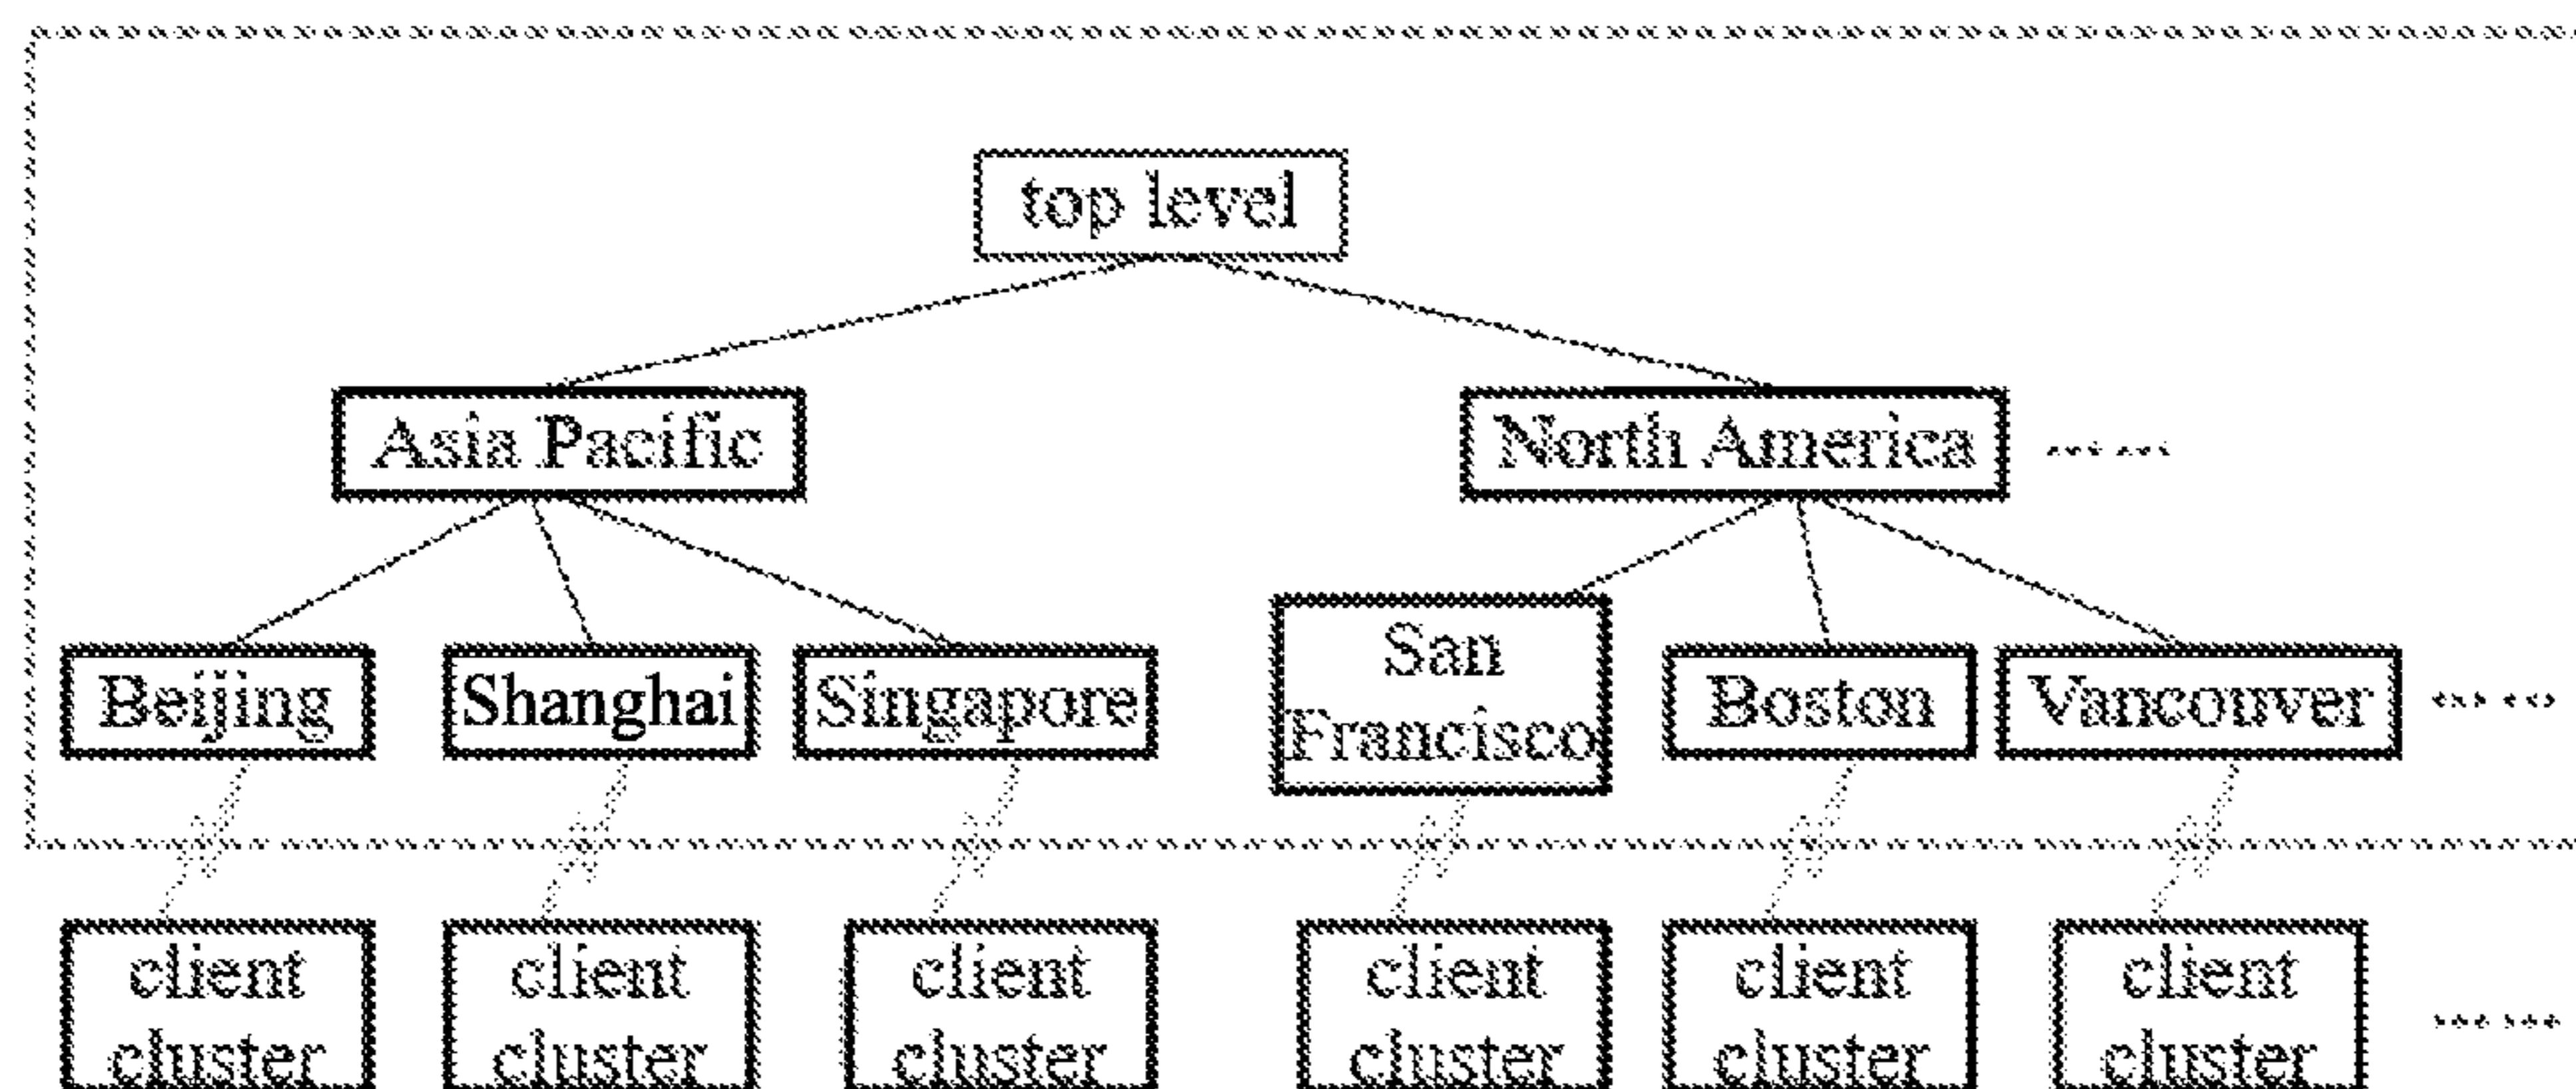 top level
Asia Pacific
North America
......
Beijing
Shanghai
Singapore
San
Francisco
Boston
Vancouver
......
client
cluster
client
cluster
client
cluster
client
cluster
client
cluster
client
cluster
......